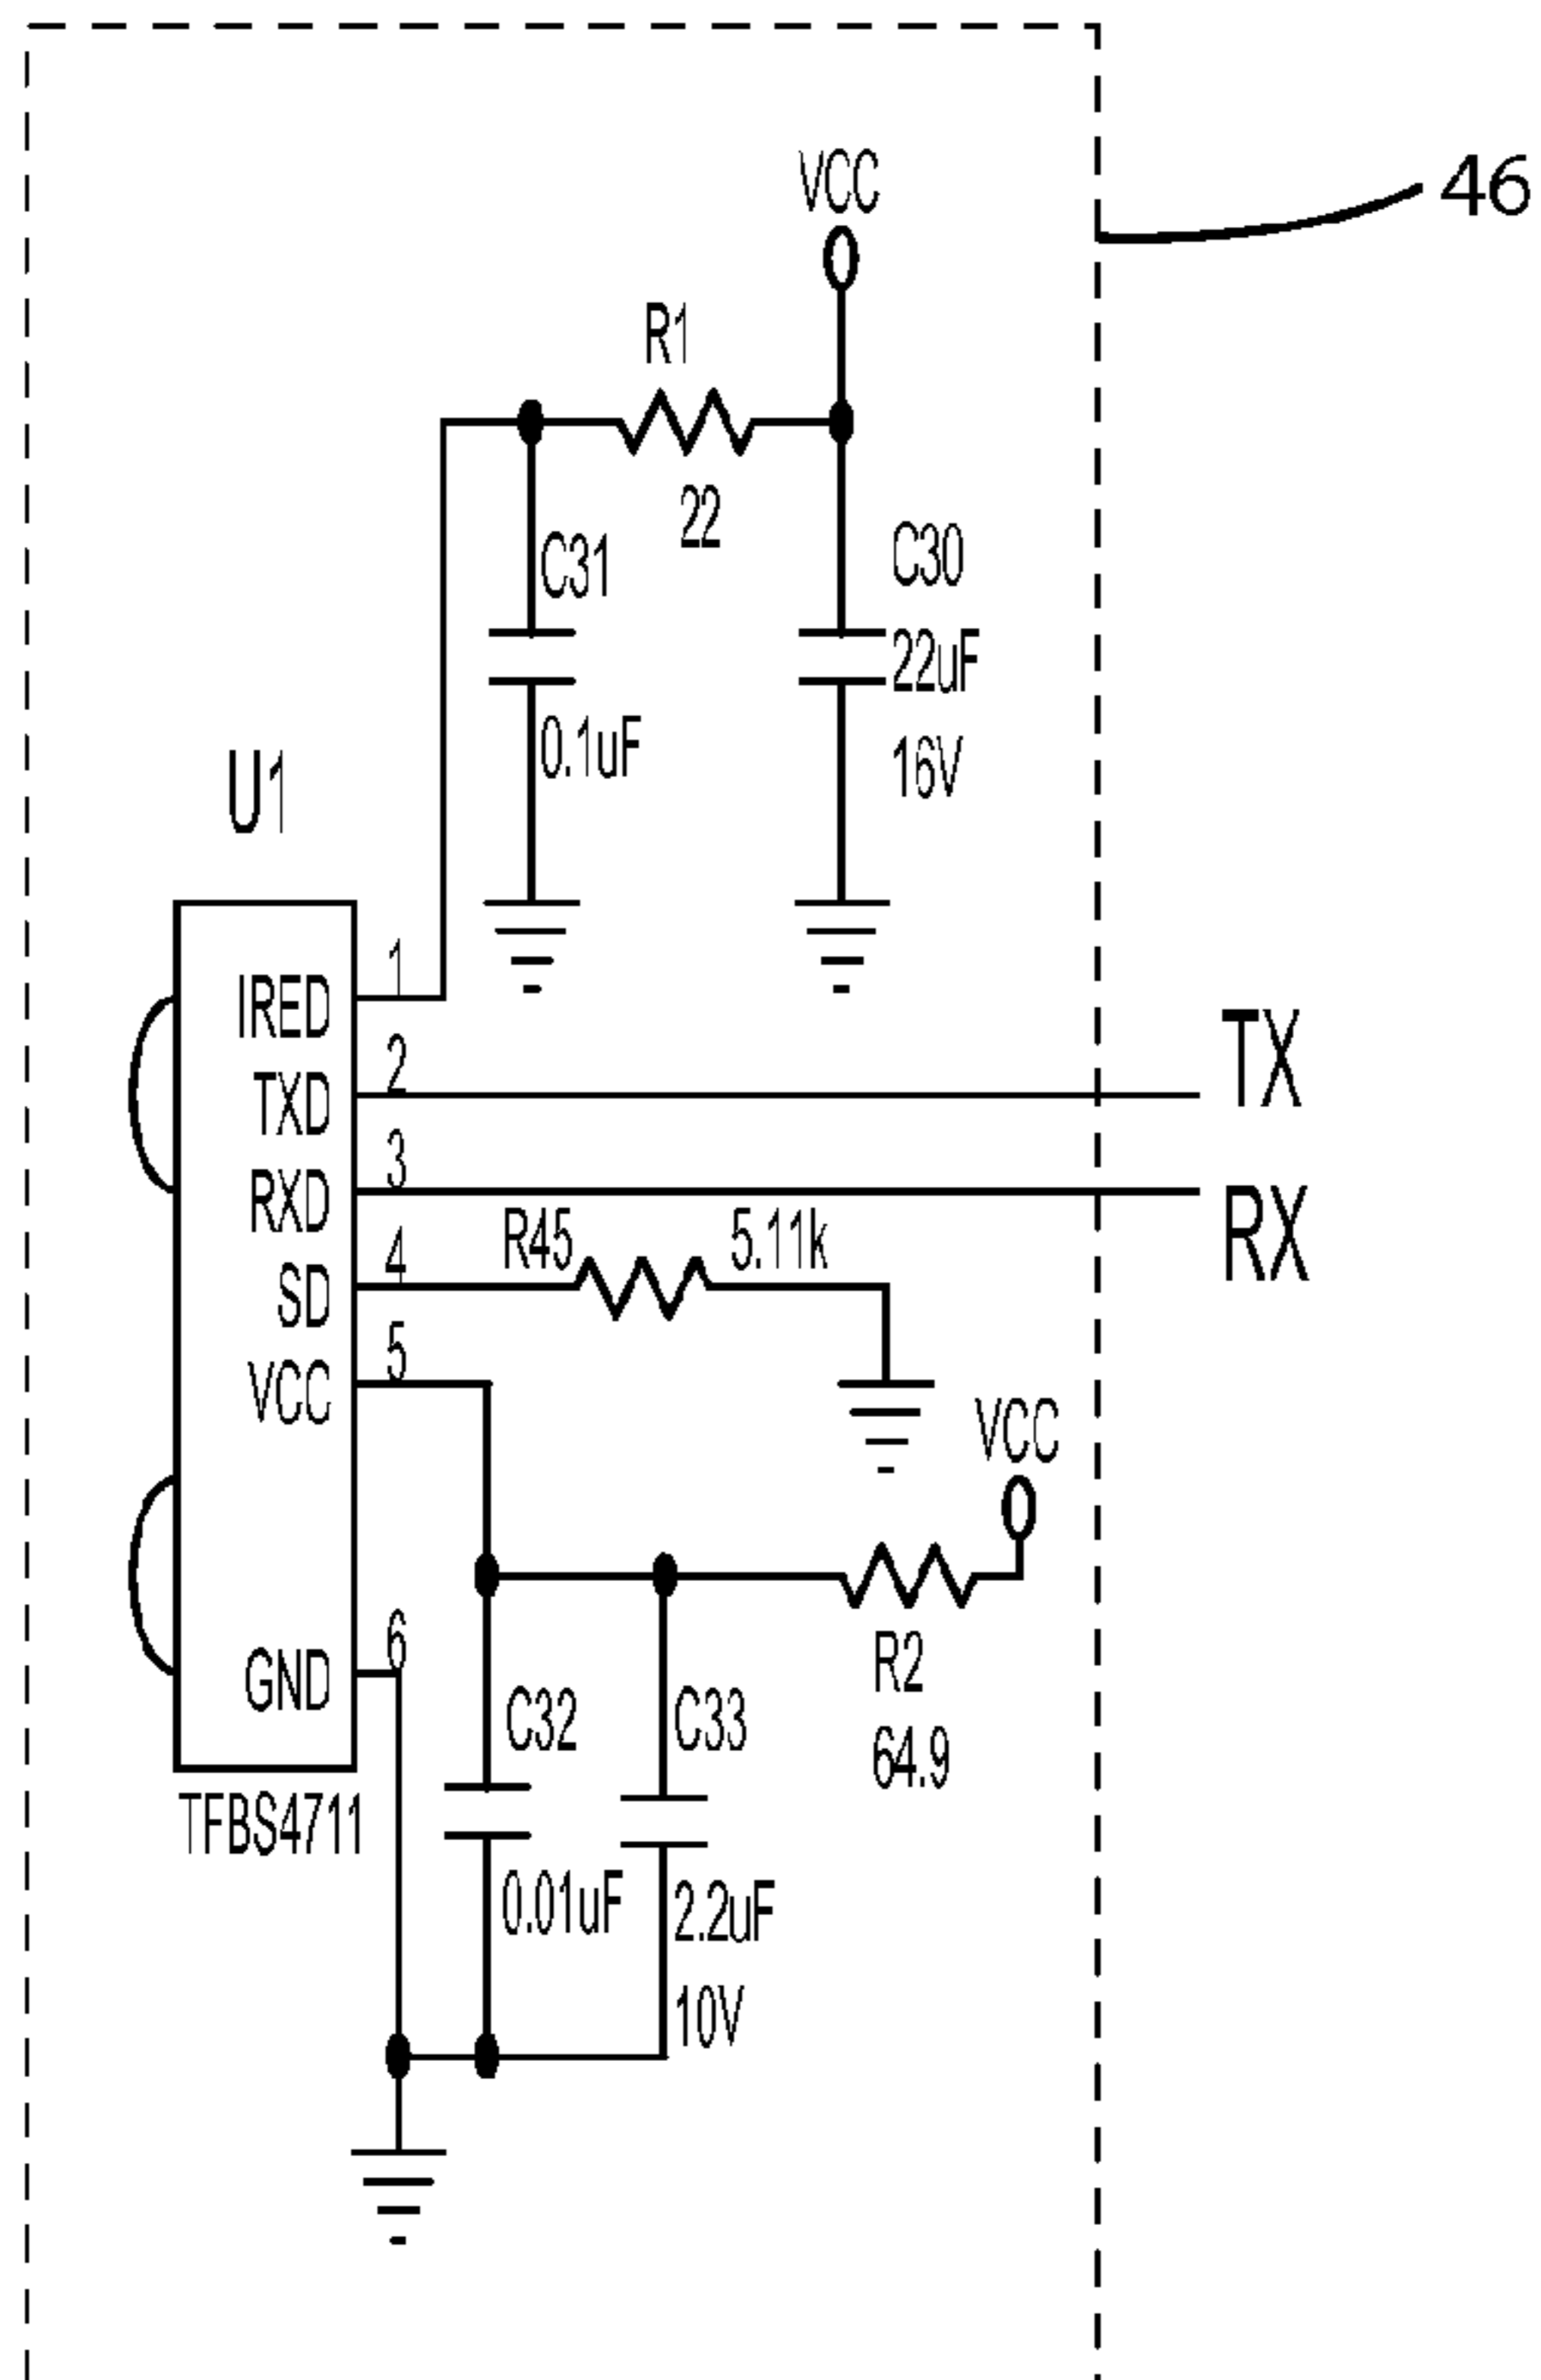 46
VCC
R1
22
C31
0.1uF
C30
22uF
16V
U1
IRED
1
TXD
2
TX
RXD
3
RX
SD
4
R45
5.11k
VCC
5
VCC
R2
64.9
GND
6
C32
0.01uF
C33
2.2uF
10V
TFBS4711